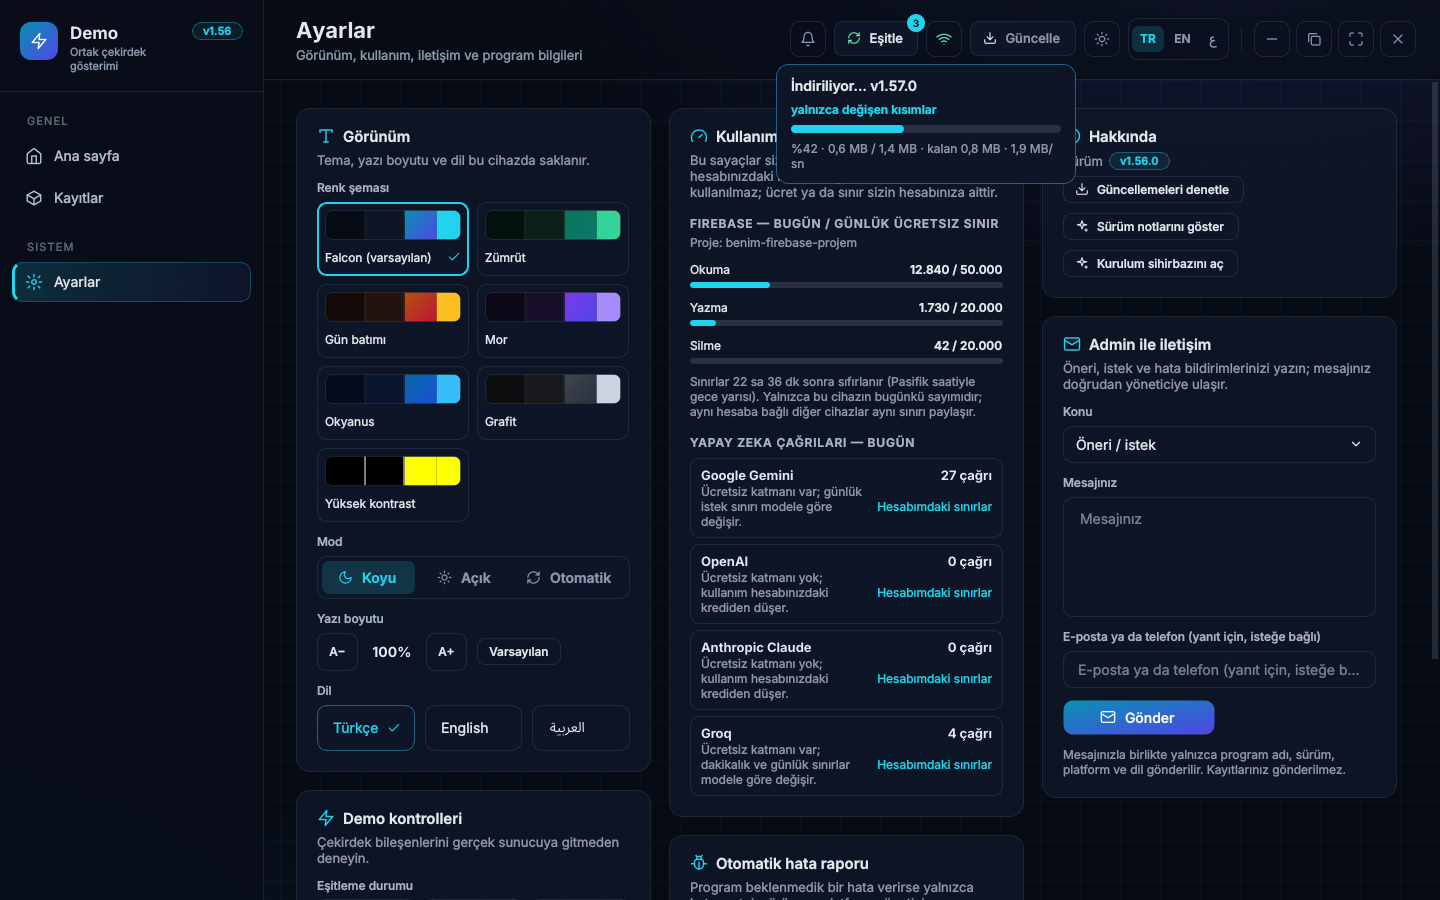 Demo
v1.56
Ortak çekirdek
gösterimi
GENEL
Ana sayfa
Kayıtlar
SİSTEM
Ayarlar
Ayarlar
Görünüm, kullanım, iletişim ve program bilgileri
Eşitle
3
Güncelle
TR
EN
ع
İndiriliyor... v1.57.0
yalnızca değişen kısımlar
%42 · 0,6 MB / 1,4 MB · kalan 0,8 MB · 1,9 MB/
sn
Görünüm
Tema, yazı boyutu ve dil bu cihazda saklanır.
Renk şeması
Falcon (varsayılan)
Zümrüt
Gün batımı
Mor
Okyanus
Grafit
Yüksek kontrast
Mod
Koyu
Açık
Otomatik
Yazı boyutu
A−
100%
A+
Varsayılan
Dil
Türkçe
English
العربية
Demo kontrolleri
Çekirdek bileşenlerini gerçek sunucuya gitmeden
deneyin.
Eşitleme durumu
Kullanım
Bu sayaçlar
hesabınızdaki
kullanılmaz; ücret ya da sınır sizin hesabınıza aittir.
FIREBASE — BUGÜN / GÜNLÜK ÜCRETSIZ SINIR
Proje: benim-firebase-projem
Okuma
12.840 / 50.000
Yazma
1.730 / 20.000
Silme
42 / 20.000
Sınırlar 22 sa 36 dk sonra sıfırlanır (Pasifik saatiyle
gece yarısı). Yalnızca bu cihazın bugünkü sayımıdır;
aynı hesaba bağlı diğer cihazlar aynı sınırı paylaşır.
YAPAY ZEKA ÇAĞRILARI — BUGÜN
Google Gemini
27 çağrı
Ücretsiz katmanı var; günlük
istek sınırı modele göre
değişir.
Hesabımdaki sınırlar
OpenAI
0 çağrı
Ücretsiz katmanı yok;
kullanım hesabınızdaki
krediden düşer.
Hesabımdaki sınırlar
Anthropic Claude
0 çağrı
Ücretsiz katmanı yok;
kullanım hesabınızdaki
krediden düşer.
Hesabımdaki sınırlar
Groq
4 çağrı
Ücretsiz katmanı var;
dakikalık ve günlük sınırlar
modele göre değişir.
Hesabımdaki sınırlar
Otomatik hata raporu
Program beklenmedik bir hata verirse yalnızca
Hakkında
v1.56.0
Güncellemeleri denetle
Sürüm notlarını göster
Kurulum sihirbazını aç
Admin ile iletişim
Öneri, istek ve hata bildirimlerinizi yazın; mesajınız
doğrudan yöneticiye ulaşır.
Konu
Öneri / istek
Mesajınız
Mesajınız
E-posta ya da telefon (yanıt için, isteğe bağlı)
E-posta ya da telefon (yanıt için, isteğe b...
Gönder
Mesajınızla birlikte yalnızca program adı, sürüm,
platform ve dil gönderilir. Kayıtlarınız gönderilmez.